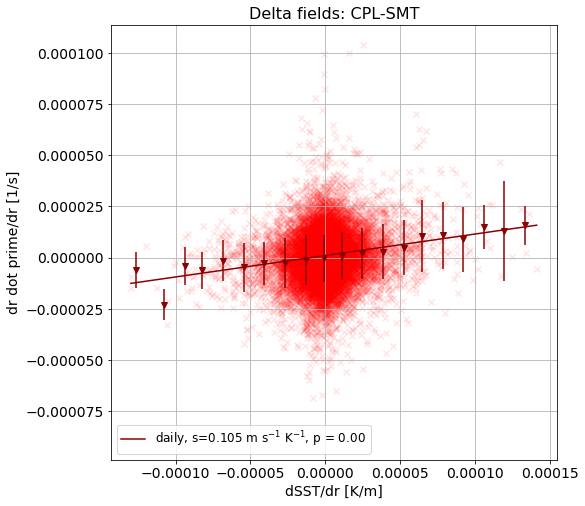 Delta fields: CPL-SMT
dr dot prime/dr [1/s]
0.000100
0.000075
0.000050
0.000025
0.000000
−0.000025
−0.000050
−0.000075
daily, s=0.105 m s⁻¹ K⁻¹, p = 0.00
−0.00010 −0.00005 0.00000 0.00005 0.00010 0.00015
dSST/dr [K/m]